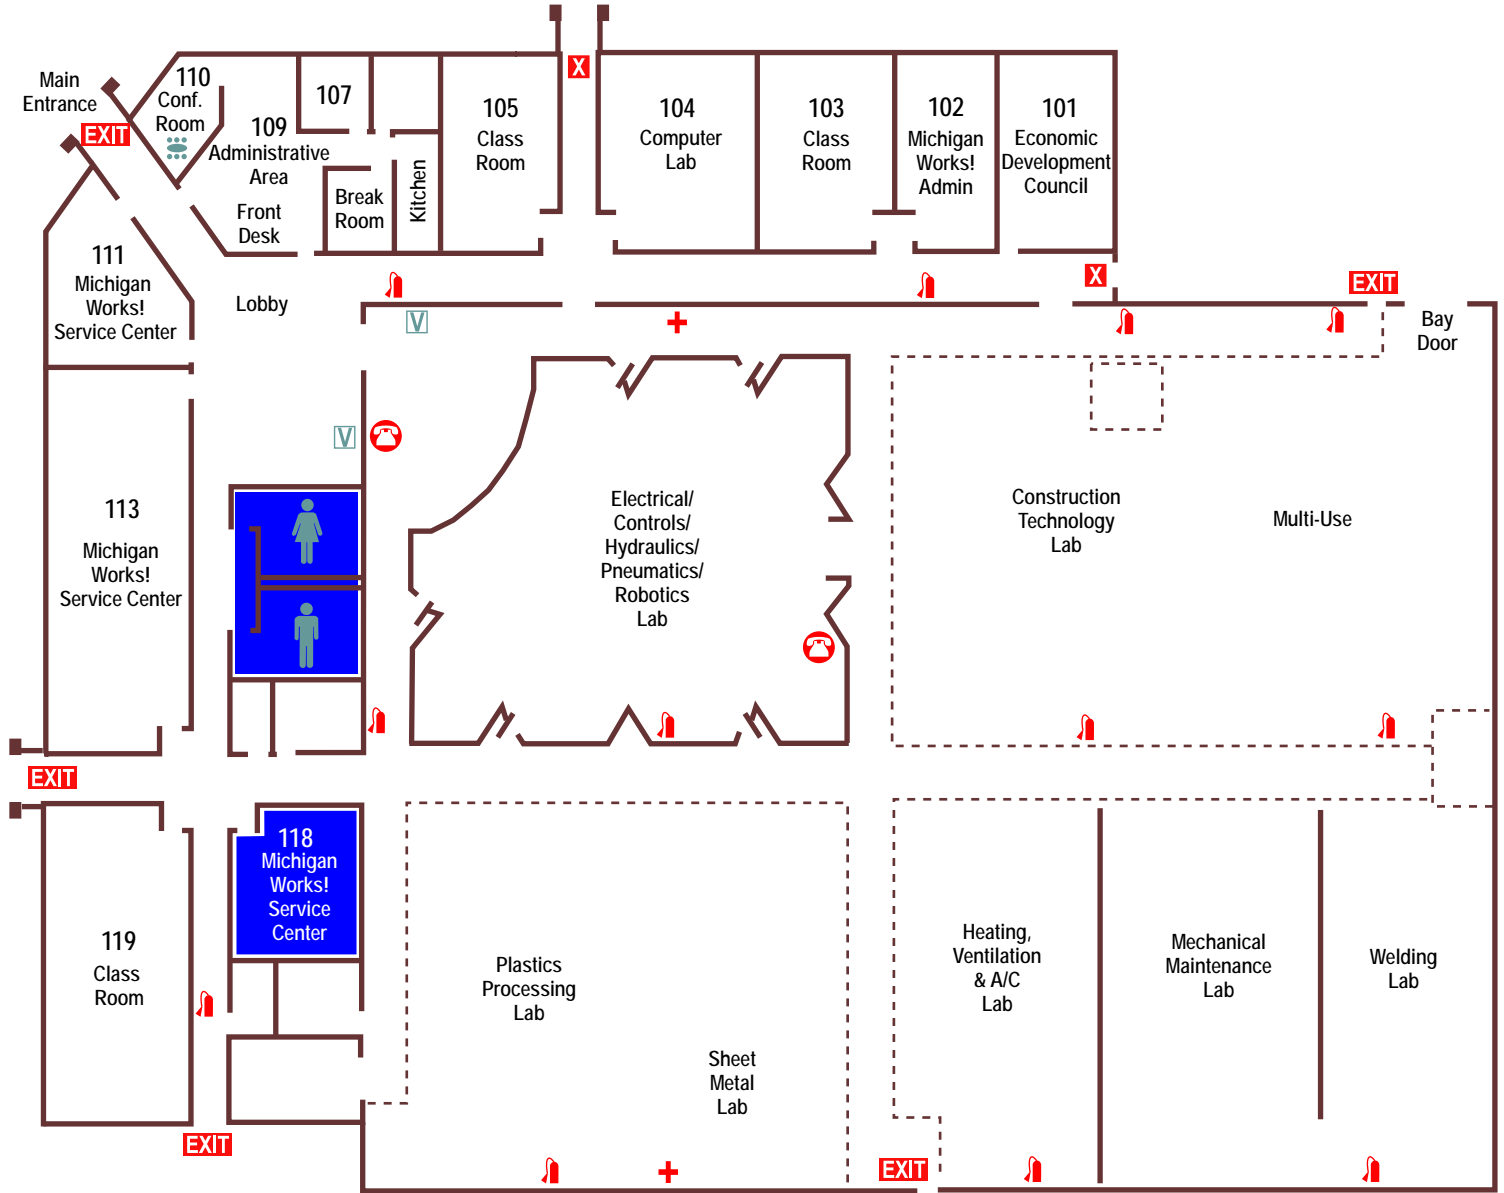 Main
Entrance
EXIT
110
Conf.
Room
109
Administrative
Area
Front
Desk
107
Break
Room
Kitchen
105
Class
Room
X
104
Computer
Lab
103
Class
Room
102
Michigan
Works!
Admin
101
Economic
Development
Council
X
EXIT
Bay
Door
111
Michigan
Works!
Service Center
Lobby
V
V
113
Michigan
Works!
Service Center
Electrical/
Controls/
Hydraulics/
Pneumatics/
Robotics
Lab
Construction
Technology
Lab
Multi-Use
EXIT
118
Michigan
Works!
Service
Center
119
Class
Room
Plastics
Processing
Lab
Sheet
Metal
Lab
Heating,
Ventilation
& A/C
Lab
Mechanical
Maintenance
Lab
Welding
Lab
EXIT
EXIT